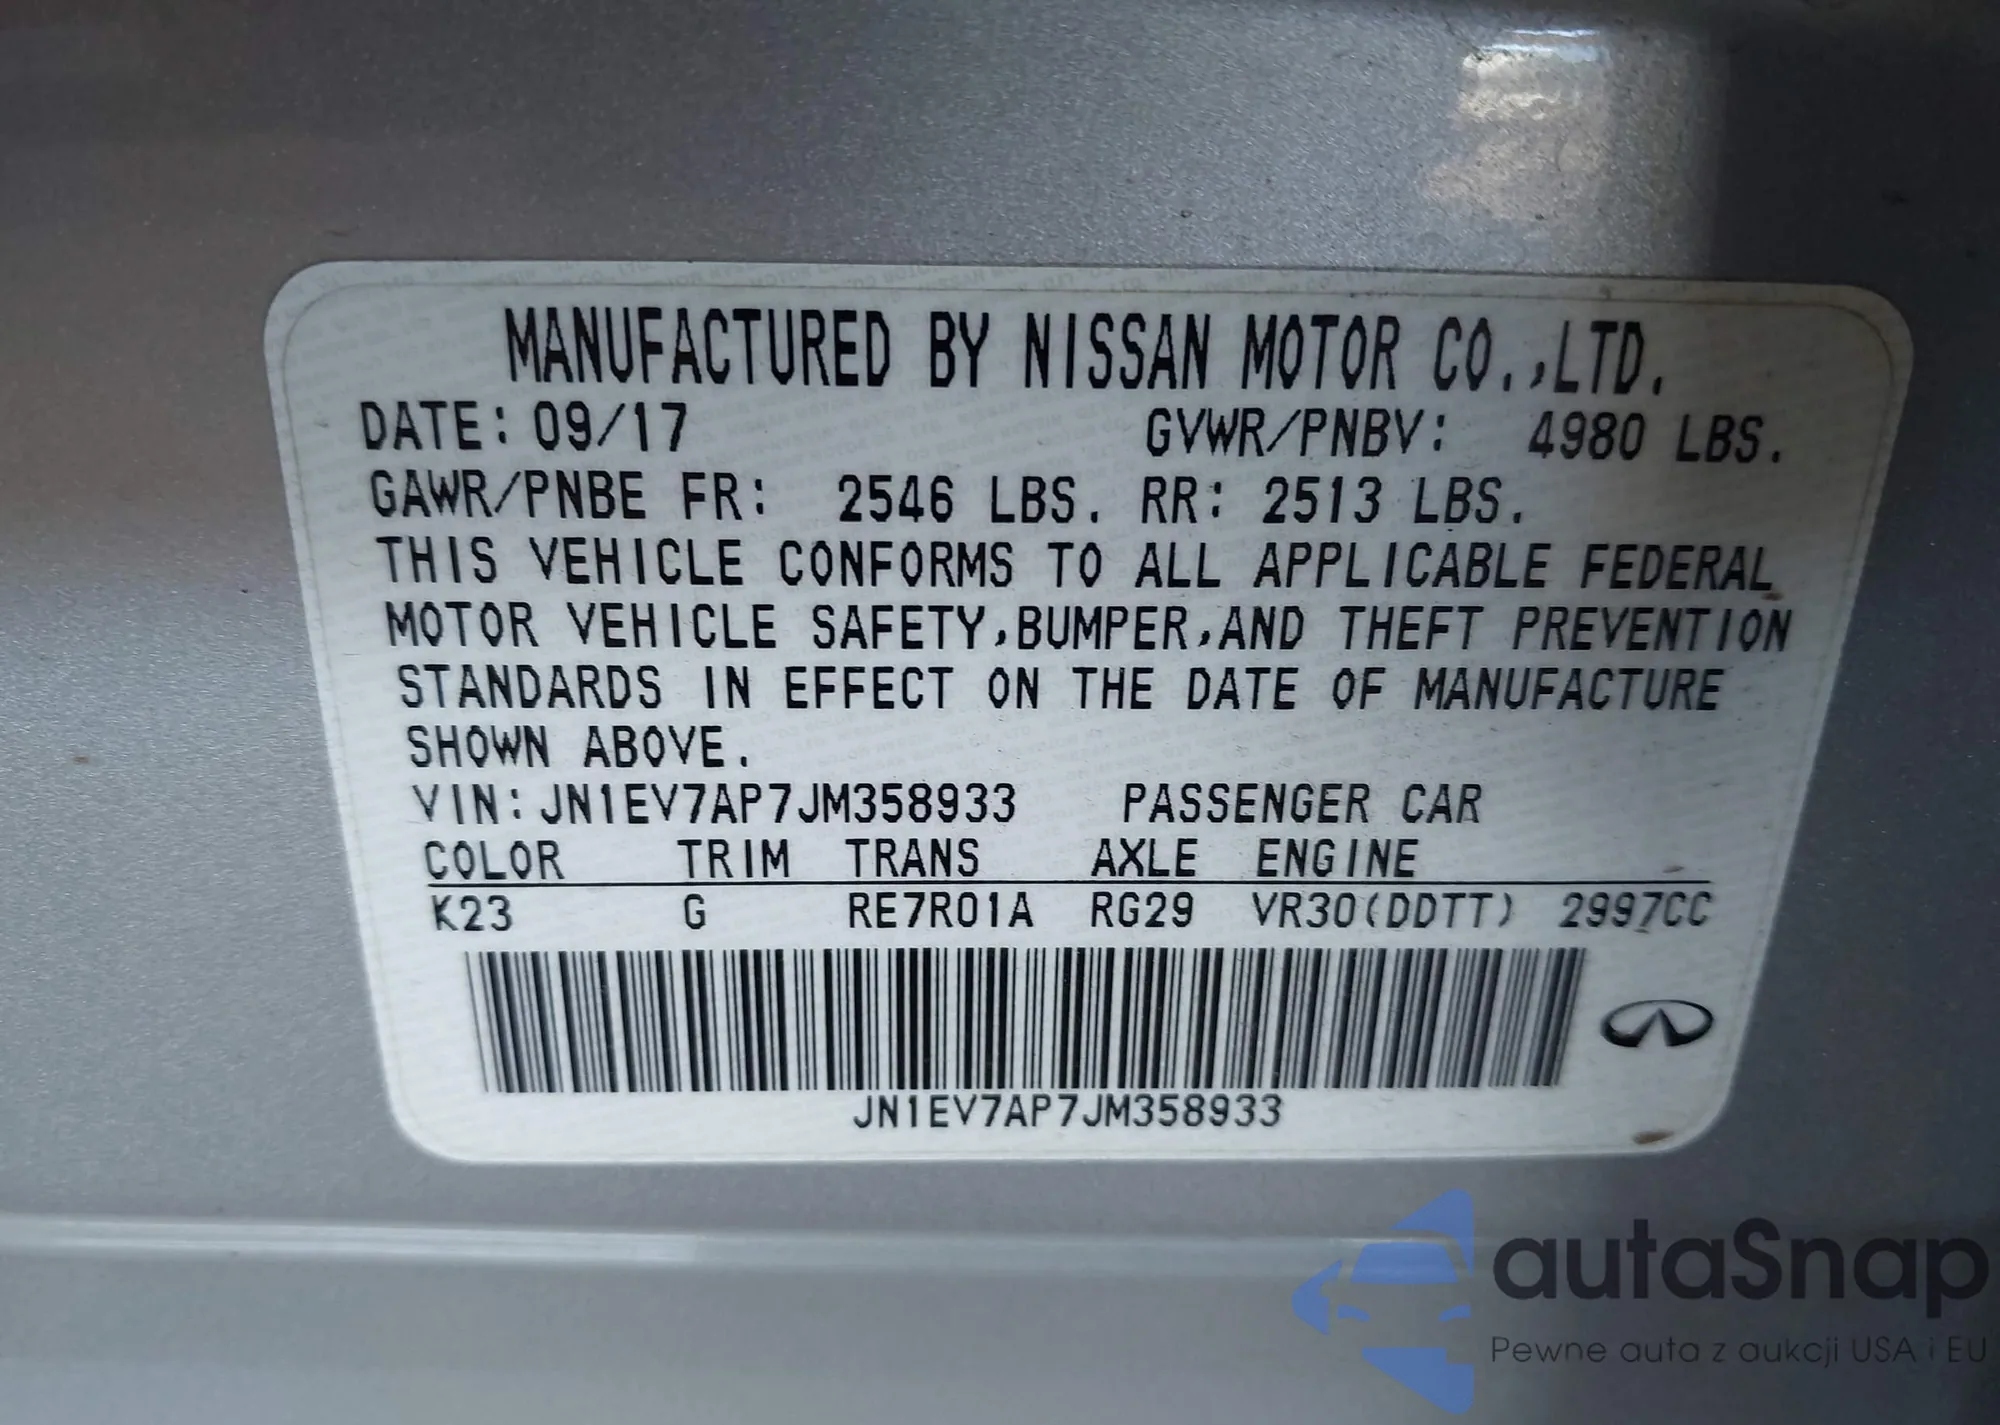 MANUFACTURED BY NISSAN MOTOR CO.,LTD.
DATE: 09/17 GVWR/PNBV: 4980 LBS.
GAWR/PNBE FR: 2546 LBS. RR: 2513 LBS.
THIS VEHICLE CONFORMS TO ALL APPLICABLE FEDERAL
MOTOR VEHICLE SAFETY,BUMPER,AND THEFT PREVENTION
STANDARDS IN EFFECT ON THE DATE OF MANUFACTURE
SHOWN ABOVE.
VIN:JN1EV7AP7JM358933 PASSENGER CAR
COLOR TRIM TRANS AXLE ENGINE
K23 G RE7R01A RG29 VR30(DDTT) 2997CC
JN1EV7AP7JM358933
autaSnap
Pewne auta z aukcji USA i EU